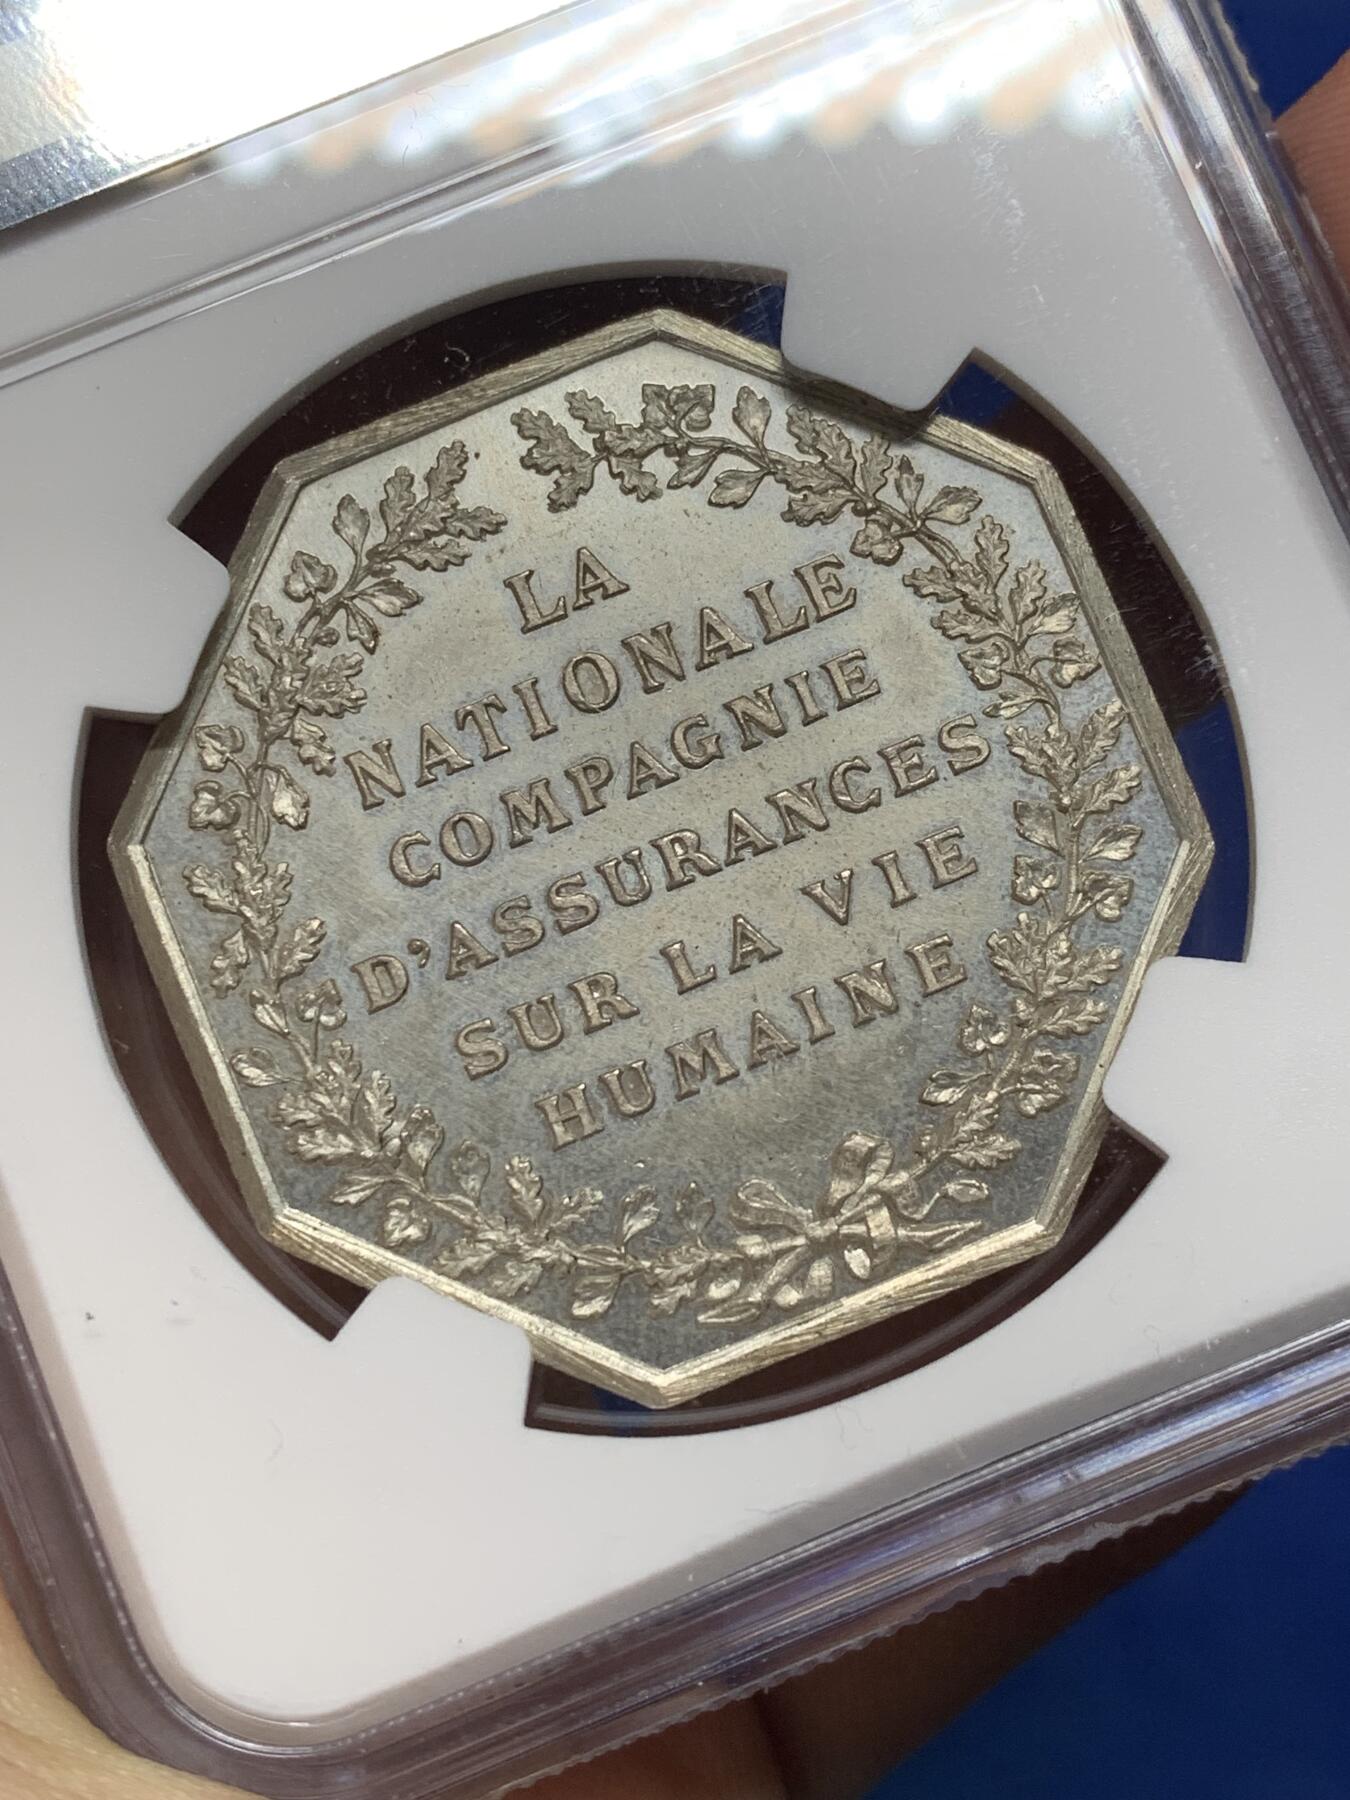 LA
NATIONALE
COMPAGNIE
D'ASSURANCES
SUR LA VIE
HUMAINE